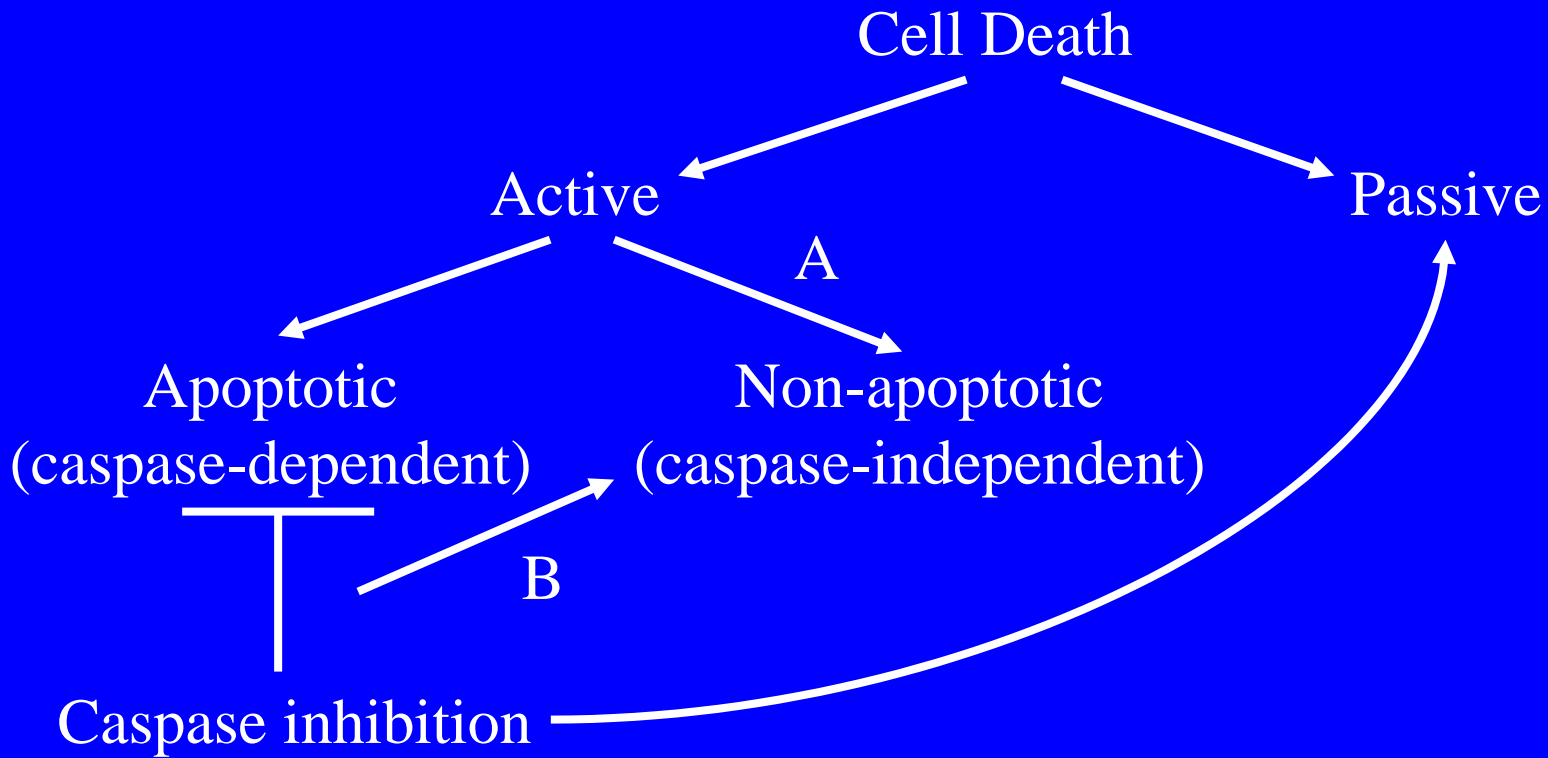 Cell Death
Active
Passive
A
Apoptotic
(caspase-dependent)
Non-apoptotic
(caspase-independent)
B
Caspase inhibition